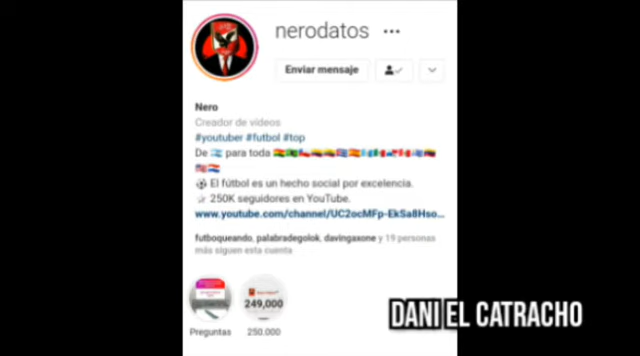 nerodatos ...
Enviar mensaje
Nero
Creador de videos
#youtuber #futbol #top
De 🇦🇷 para toda
⚽ El fútbol es un hecho social por excelencia.
☆ 250K seguidores en YouTube.
www.youtube.com/channel/UC2ocMFp-EkSa8Hso...
futboqueando, palabradegolok, davingaxone y 19 personas
más siguen esta cuenta
249,000
Preguntas 250.000
DANI EL CATRACHO